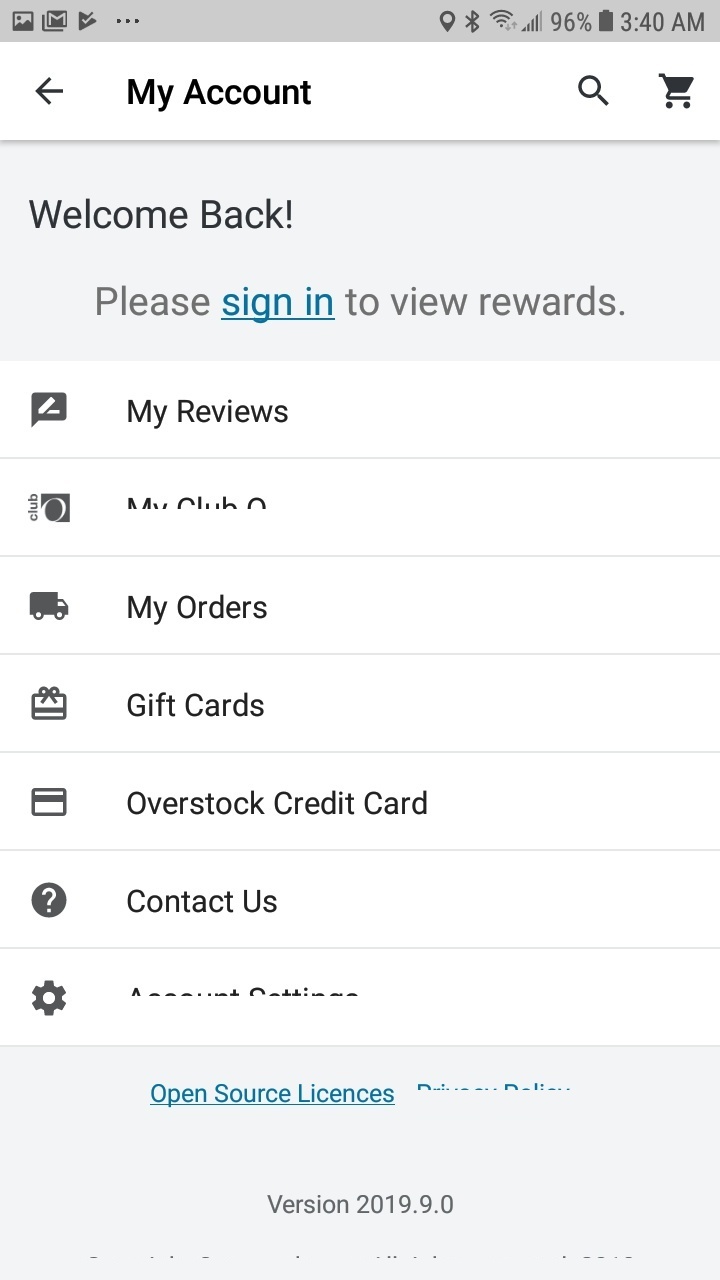 96% 3:40 AM
My Account
Welcome Back!
Please sign in to view rewards.
My Reviews
club O My Club O
My Orders
Gift Cards
Overstock Credit Card
Contact Us
Account Settings
Open Source Licences Privacy Policy
Version 2019.9.0